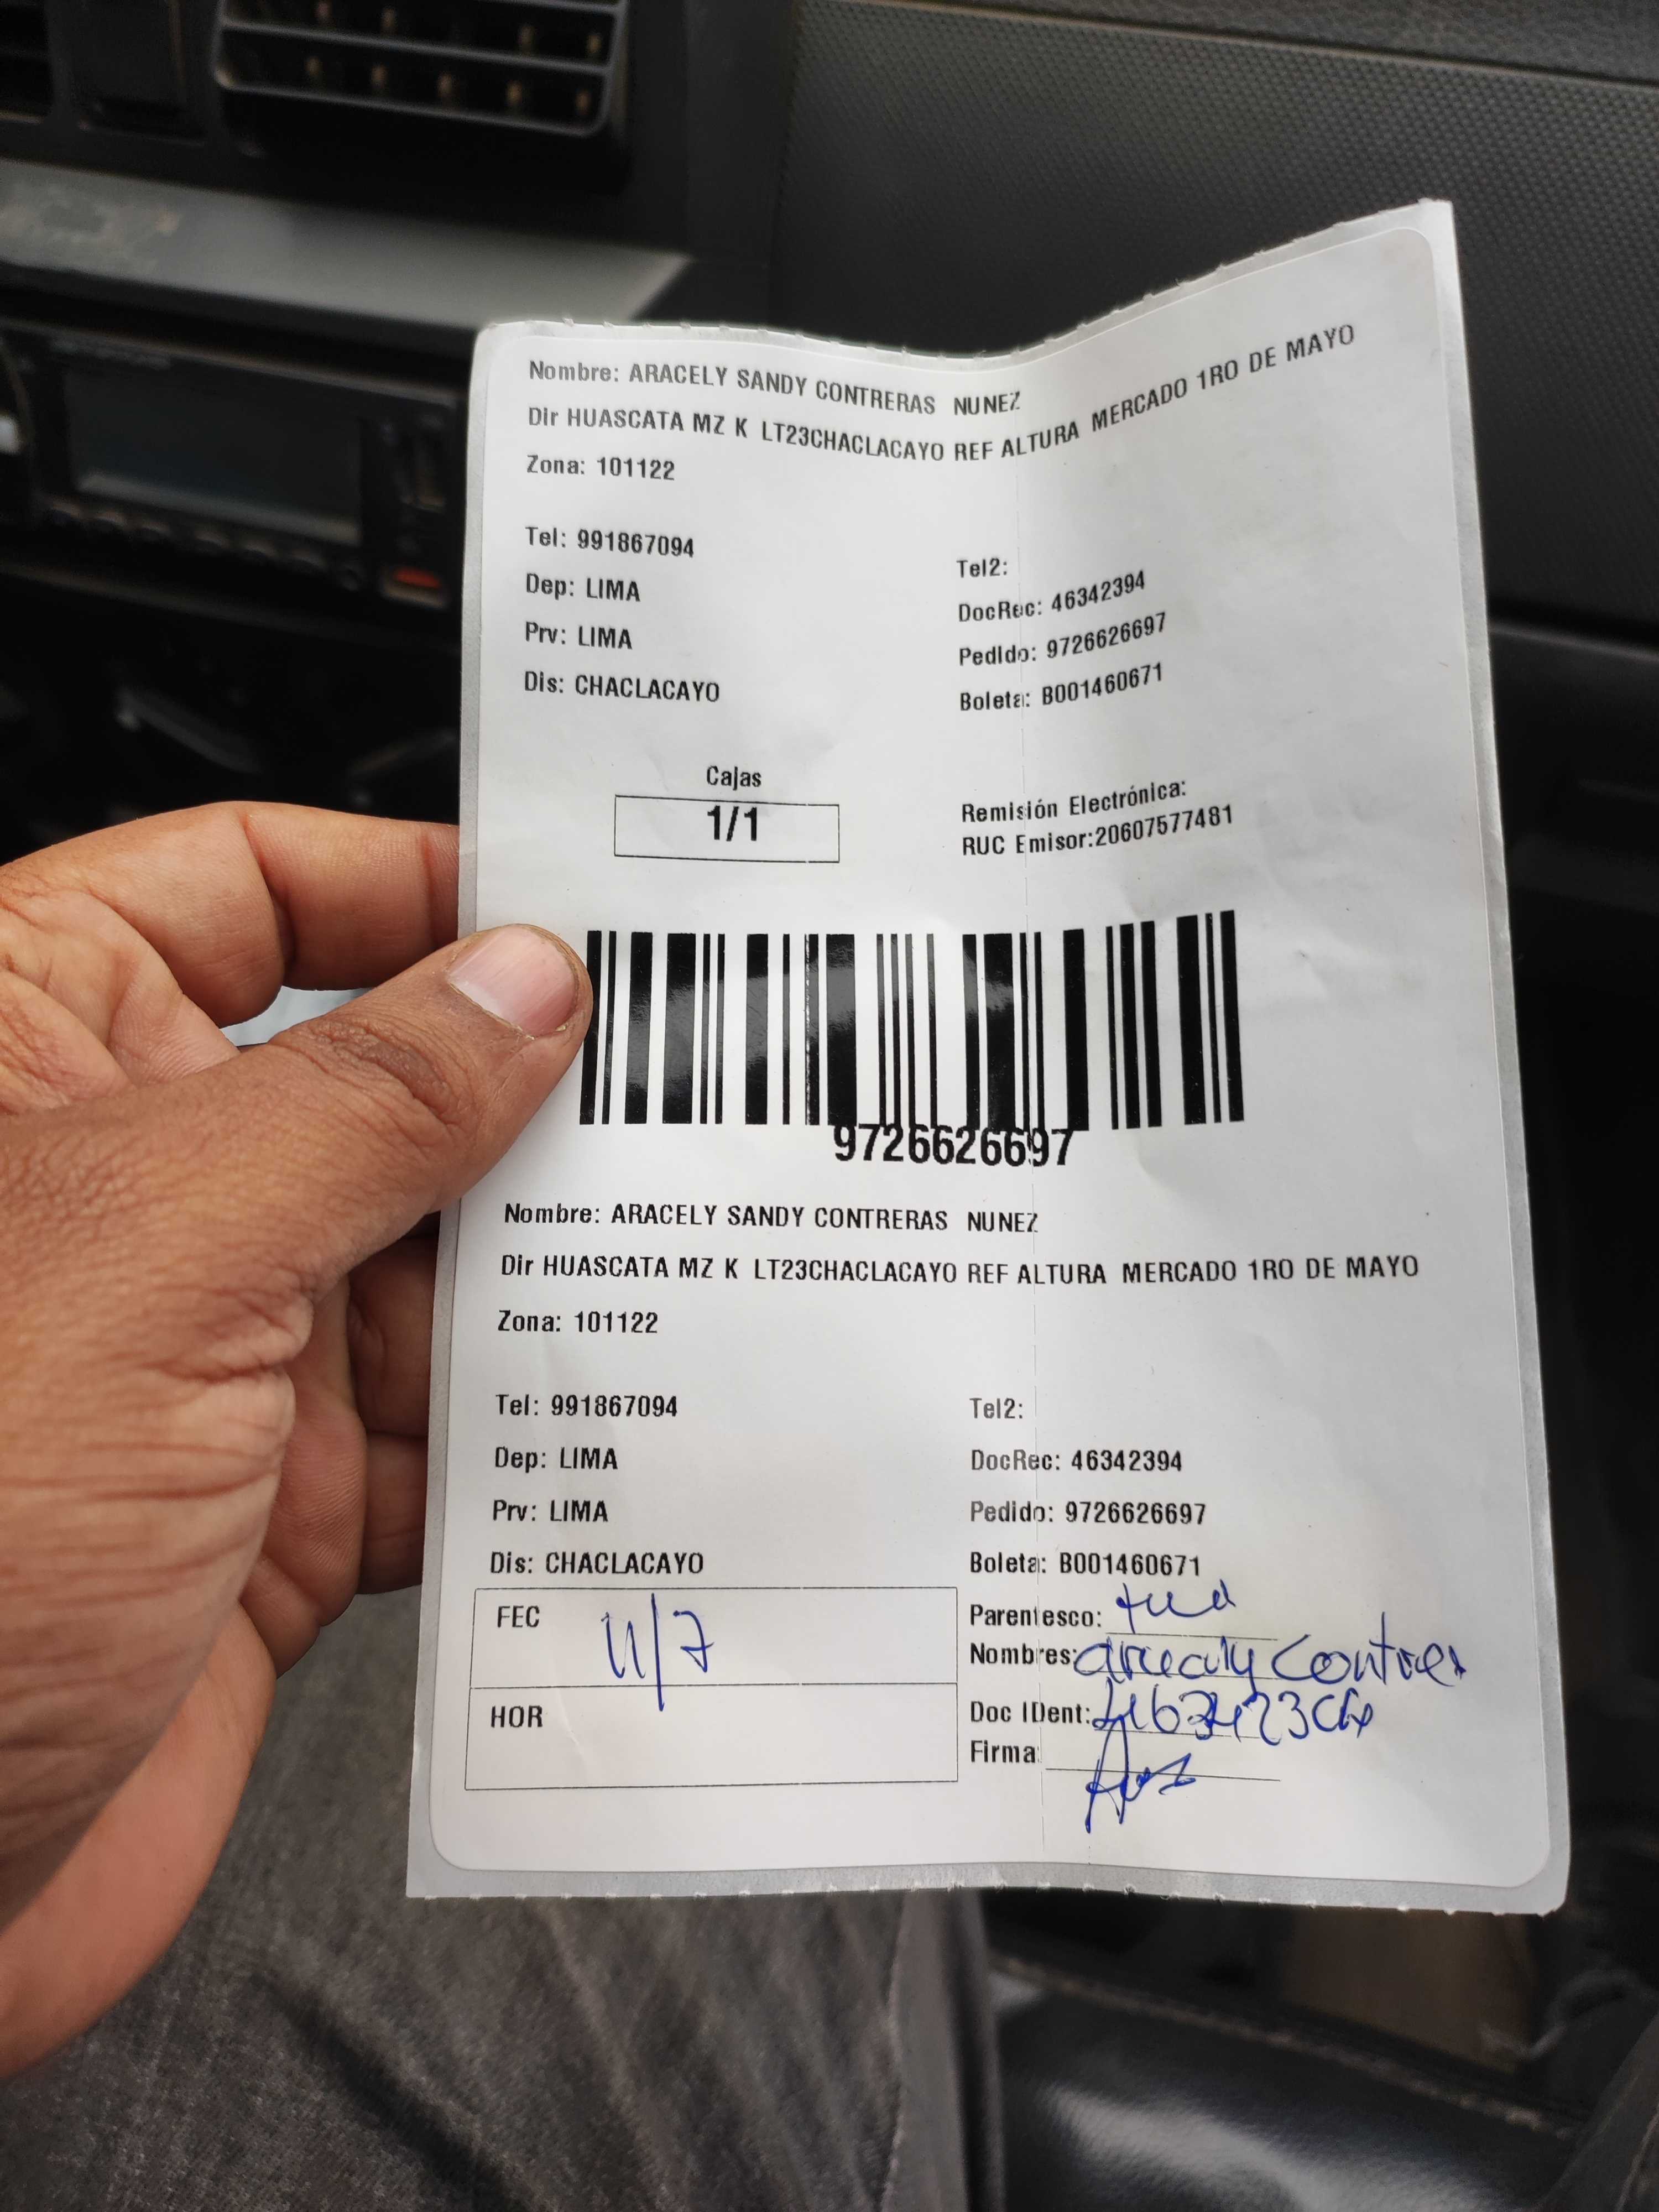 Nombre: ARACELY SANDY CONTRERAS NUNEZ
Dir HUASCATA MZ K LT23CHACLACAYO REF ALTURA MERCADO 1RO DE MAYO
Zona: 101122
Tel: 991867094
Tel2:
Dep: LIMA
DocRec: 46342394
Prv: LIMA
Pedido: 9726626697
Dis: CHACLACAYO
Boleta: B001460671
Cajas
1/1
Remisión Electrónica:
RUC Emisor:20607577481
9726626697
Nombre: ARACELY SANDY CONTRERAS NUNEZ
Dir HUASCATA MZ K LT23CHACLACAYO REF ALTURA MERCADO 1RO DE MAYO
Zona: 101122
Tel: 991867094
Tel2:
Dep: LIMA
DocRec: 46342394
Prv: LIMA
Pedido: 9726626697
Dis: CHACLACAYO
Boleta: B001460671
FEC 11/7
Parentesco:
Nombres:
HOR
Doc IDent:
Firma